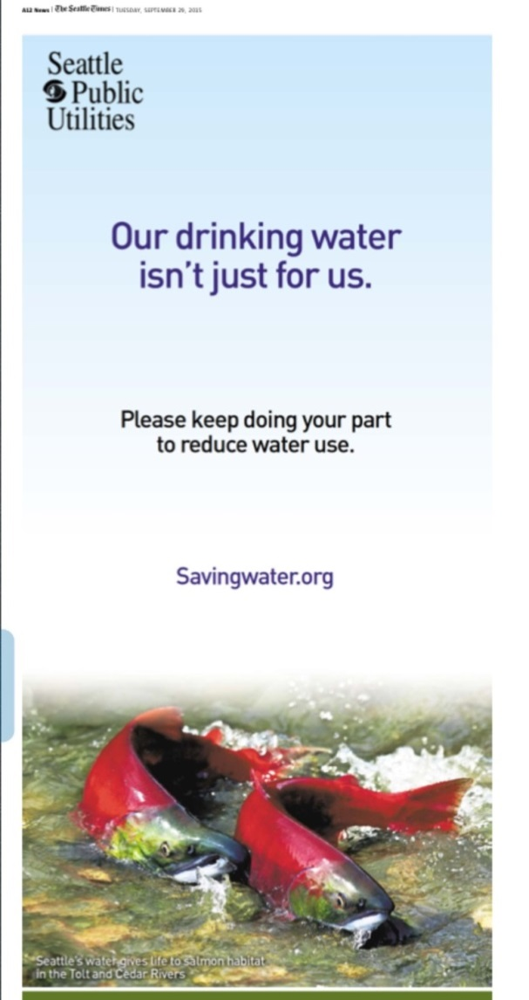 A12 News | The Seattle Times | TUESDAY, SEPTEMBER 29, 2015
Seattle
Public
Utilities
Our drinking water
isn't just for us.
Please keep doing your part
to reduce water use.
Savingwater.org
Seattle's water gives life to salmon habitat
in the Tolt and Cedar Rivers